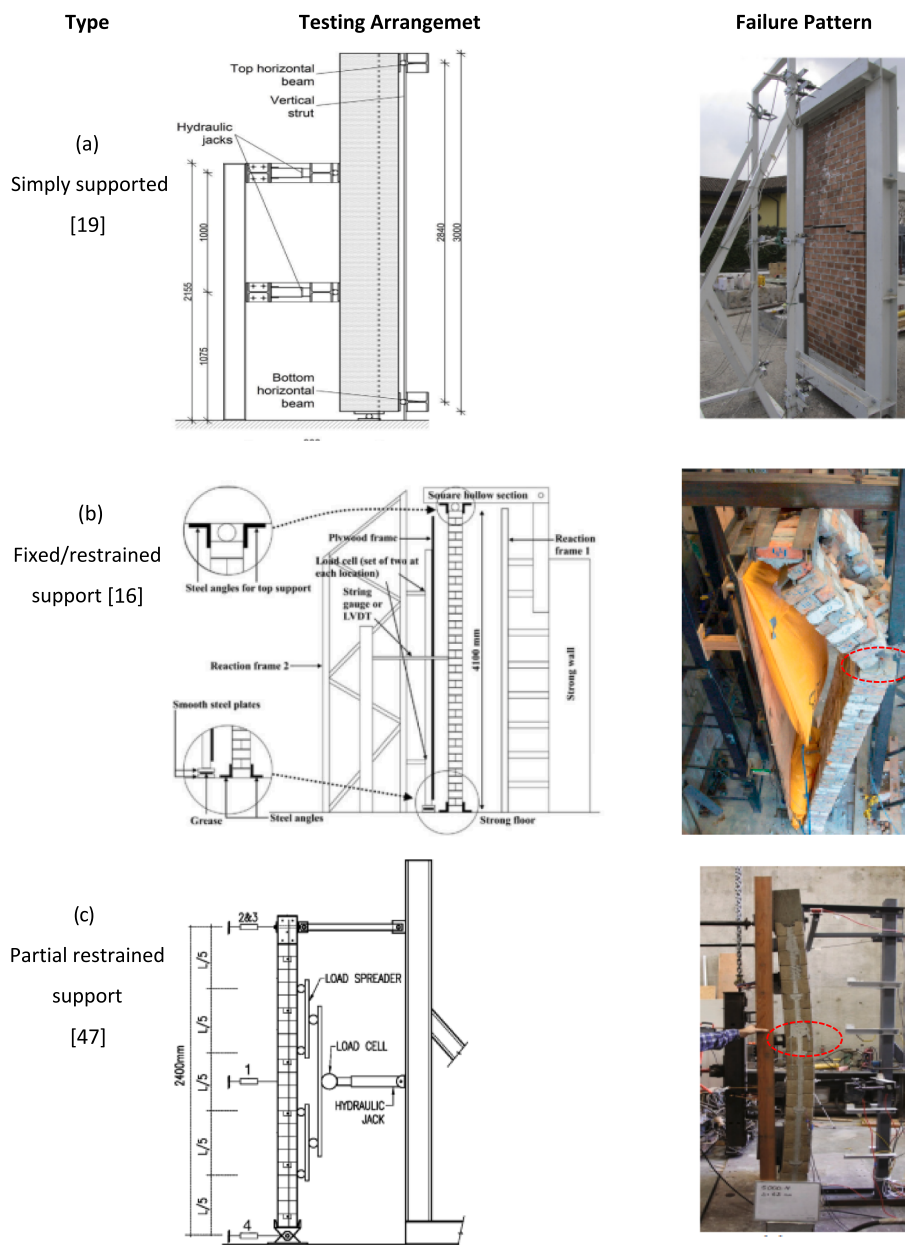 Type
Testing Arrangemet
Failure Pattern
(a)
Simply supported
[19]
Top horizontal
beam
Vertical
strut
Hydraulic
jacks
Bottom
horizontal
beam
2155
1000
1075
2840
3000
(b)
Fixed/restrained
support [16]
Steel angles for top support
Square hollow section
Plywood frame
Load cell (set of two at
each location)
String
gauge or
LVDT
Reaction
frame 1
Reaction frame 2
4100 mm
Strong wall
Smooth steel plates
Grease
Steel angles
Strong floor
(c)
Partial restrained
support
[47]
2&3
1
4
2400mm
L/5
L/5
L/5
L/5
L/5
LOAD SPREADER
LOAD CELL
HYDRAULIC
JACK